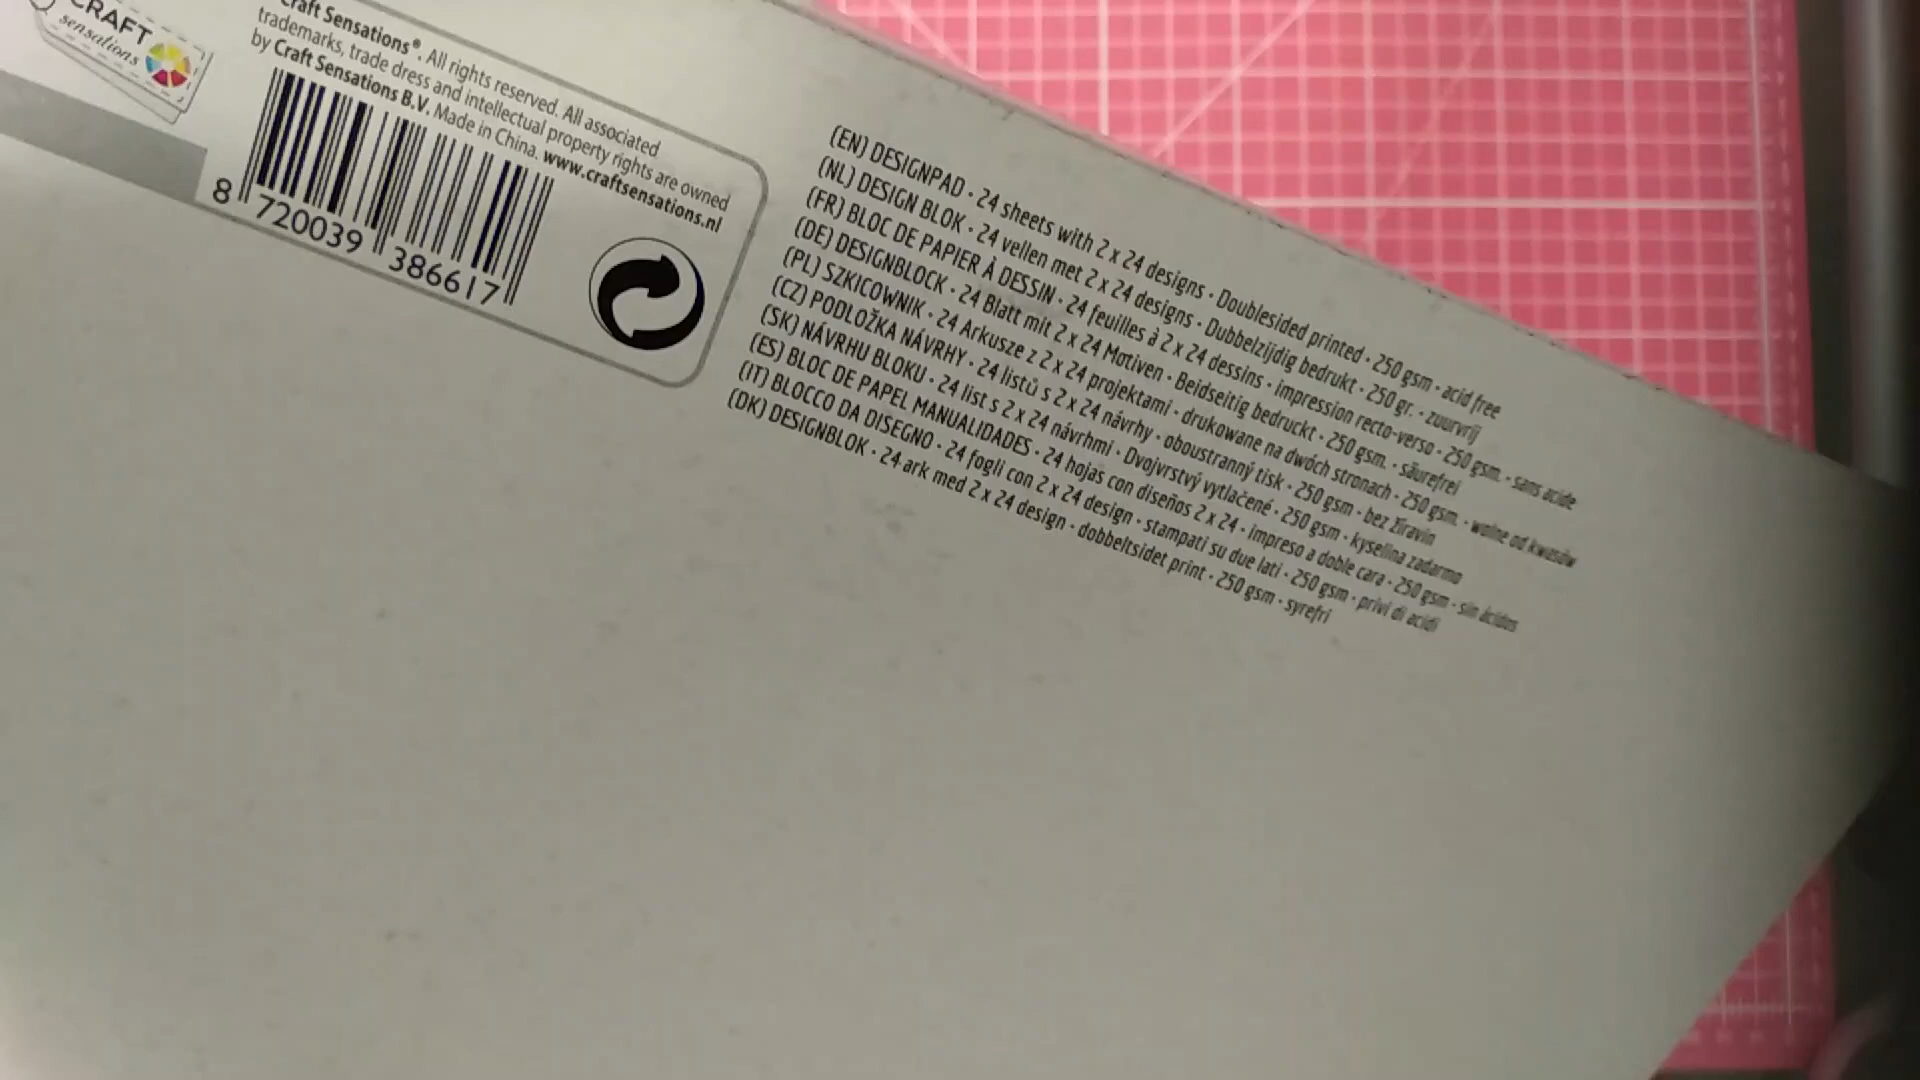 CRAFT
sensations
Craft Sensations®. All rights reserved. All associated
trademarks, trade dress and intellectual property rights are owned
by Craft Sensations B.V. Made in China. www.craftsensations.nl
8 720039 386617
(EN) DESIGNPAD · 24 sheets with 2 x 24 designs · Doublesided printed · 250 gsm · acid free
(NL) DESIGN BLOK · 24 vellen met 2 x 24 designs · Dubbelzijdig bedrukt · 250 gr. · zuurvrij
(FR) BLOC DE PAPIER À DESSIN · 24 feuilles à 2 x 24 dessins · impression recto-verso · 250 gsm. · sans acide
(DE) DESIGNBLOCK · 24 Blatt mit 2 x 24 Motiven · Beidseitig bedruckt · 250 gsm. · säurefrei
(PL) SZKICOWNIK · 24 Arkusze z 2 x 24 projektami · drukowane na dwóch stronach · 250 gsm. · wolne od kwasów
(CZ) PODLOŽKA NÁVRHY · 24 listů s 2 x 24 návrhy · oboustranný tisk · 250 gsm · bez žíravin
(SK) NÁVRHU BLOKU · 24 list s 2 x 24 návrhmi · Dvojvrstvý vytlačené · 250 gsm · kyselina zadarmo
(ES) BLOC DE PAPEL MANUALIDADES · 24 hojas con diseños 2 x 24 · impreso a doble cara · 250 gsm · sin ácidos
(IT) BLOCCO DA DISEGNO · 24 fogli con 2 x 24 design · stampati su due lati · 250 gsm · privi di acidi
(DK) DESIGNBLOK · 24 ark med 2 x 24 design · dobbeltsidet print · 250 gsm · syrefri